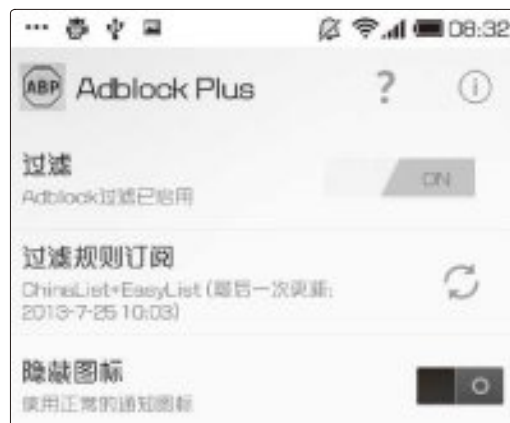 08:32
ABP Adblock Plus ? i
过滤
Adblock过滤已启用
ON
过滤规则订阅
ChinaList+EasyList (最后一次更新:
2013-7-25 10:03)
隐藏图标
使用正常的通知图标